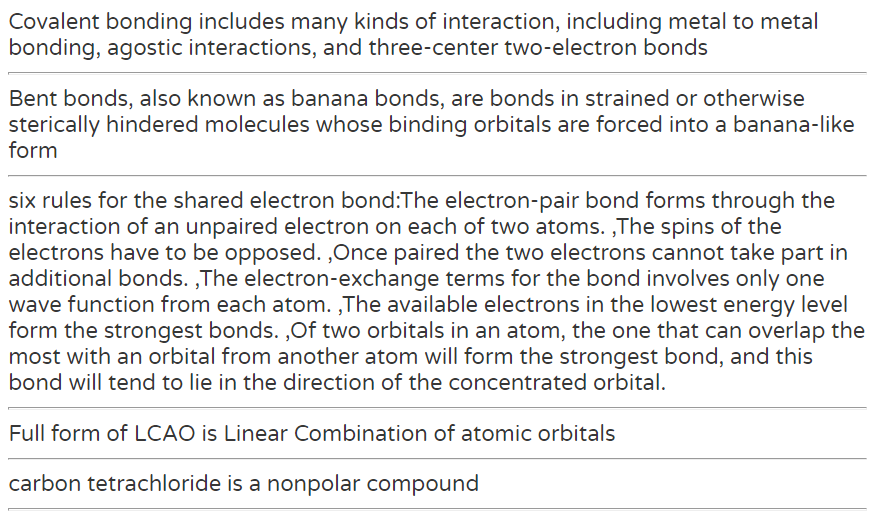 Covalent bonding includes many kinds of interaction, including metal to metal
bonding, agostic interactions, and three-center two-electron bonds
Bent bonds, also known as banana bonds, are bonds in strained or otherwise
sterically hindered molecules whose binding orbitals are forced into a banana-like
form
six rules for the shared electron bond:The electron-pair bond forms through the
interaction of an unpaired electron on each of two atoms. ,The spins of the
electrons have to be opposed. ,Once paired the two electrons cannot take part in
additional bonds. ,The electron-exchange terms for the bond involves only one
wave function from each atom. ,The available electrons in the lowest energy level
form the strongest bonds. ,Of two orbitals in an atom, the one that can overlap the
most with an orbital from another atom will form the strongest bond, and this
bond will tend to lie in the direction of the concentrated orbital.
Full form of LCAO is Linear Combination of atomic orbitals
carbon tetrachloride is a nonpolar compound